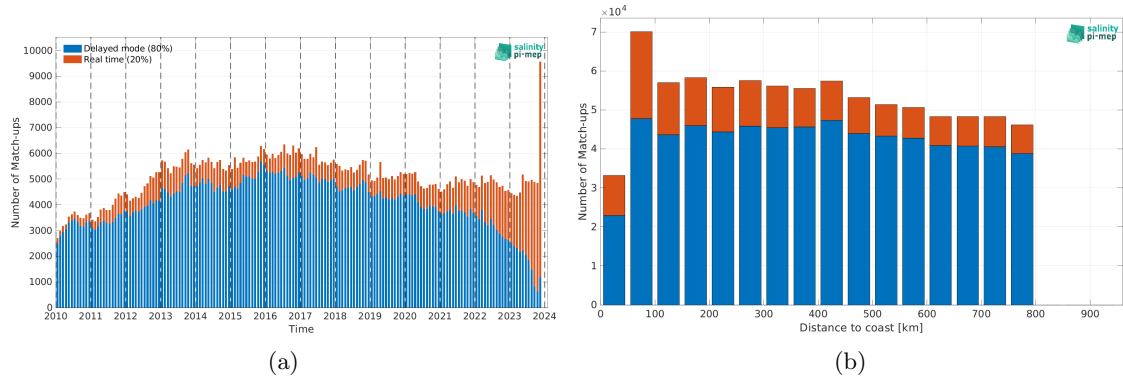 10000
9000
8000
7000
6000
5000
4000
3000
2000
1000
0
Number of Match-ups
Delayed mode (80%)
Real time (20%)
salinity
pi-mep
2010 2011 2012 2013 2014 2015 2016 2017 2018 2019 2020 2021 2022 2023 2024
Time
(a)
×10⁴
7
6
5
4
3
2
1
0
Number of Match-ups
salinity
pi-mep
0 100 200 300 400 500 600 700 800 900
Distance to coast [km]
(b)